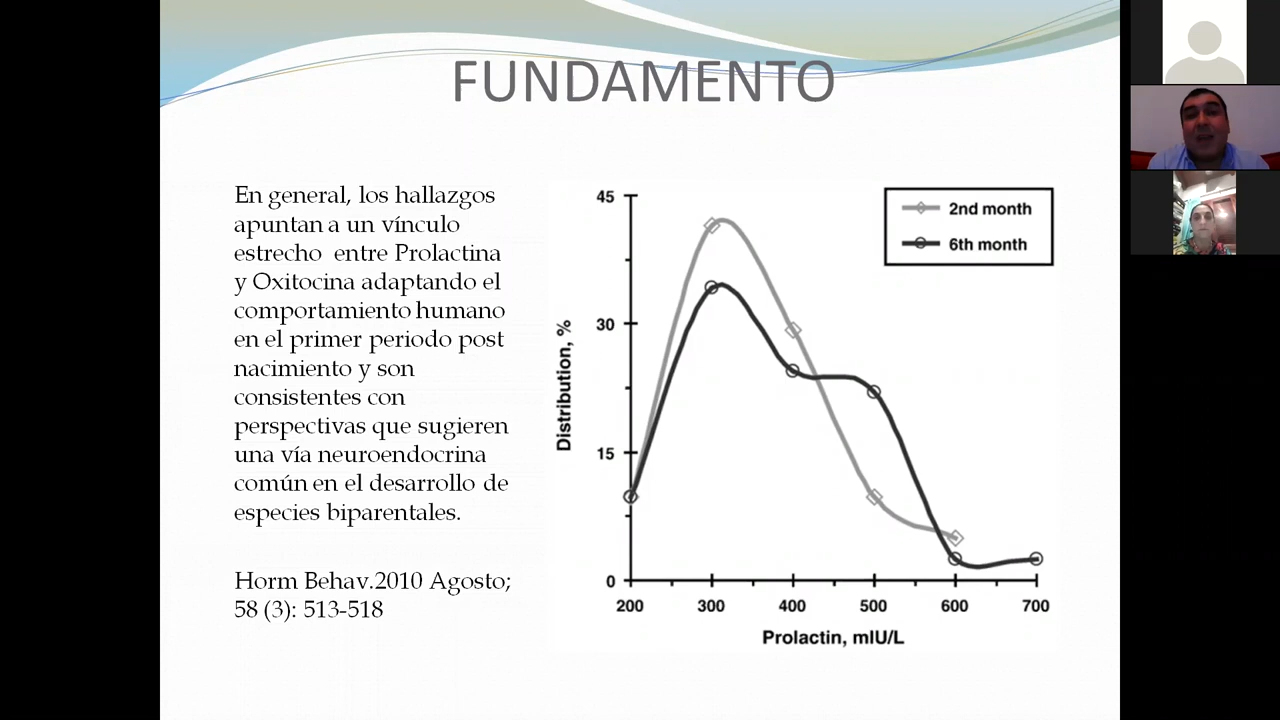 FUNDAMENTO
En general, los hallazgos
apuntan a un vínculo
estrecho entre Prolactina
y Oxitocina adaptando el
comportamiento humano
en el primer periodo post
nacimiento y son
consistentes con
perspectivas que sugieren
una vía neuroendocrina
común en el desarrollo de
especies biparentales.
Horm Behav.2010 Agosto;
58 (3): 513-518
2nd month
6th month
Distribution, %
45
30
15
0
200 300 400 500 600 700
Prolactin, mIU/L